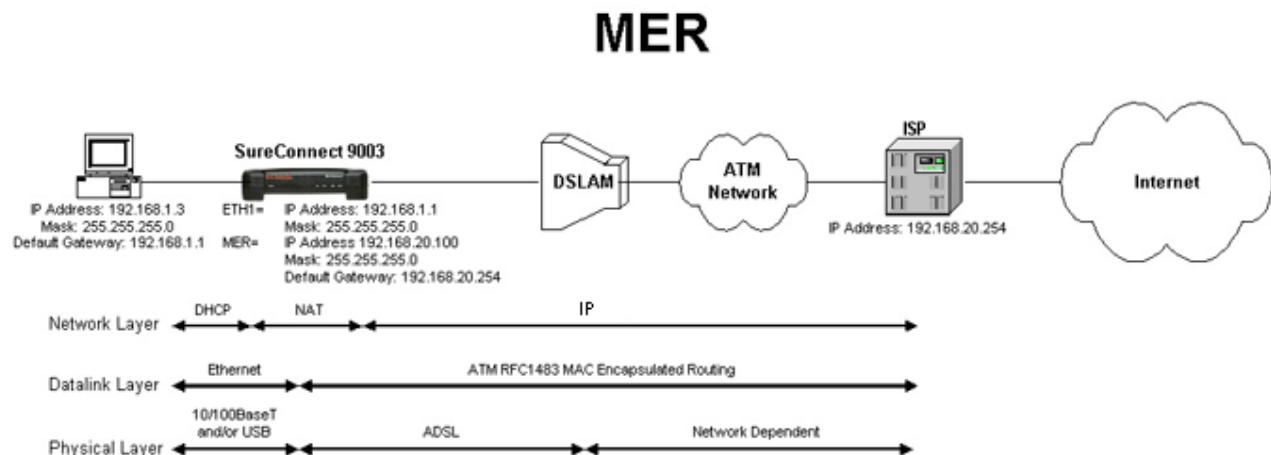 MER
SureConnect 9003
DSLAM
ATM
Network
ISP
Internet
IP Address: 192.168.1.3
Mask: 255.255.255.0
Default Gateway: 192.168.1.1
ETH1= IP Address: 192.168.1.1
Mask: 255.255.255.0
MER= IP Address 192.168.20.100
Mask: 255.255.255.0
Default Gateway: 192.168.20.254
IP Address: 192.168.20.254
Network Layer
DHCP
NAT
IP
Datalink Layer
Ethernet
ATM RFC1483 MAC Encapsulated Routing
Physical Layer
10/100BaseT
and/or USB
ADSL
Network Dependent